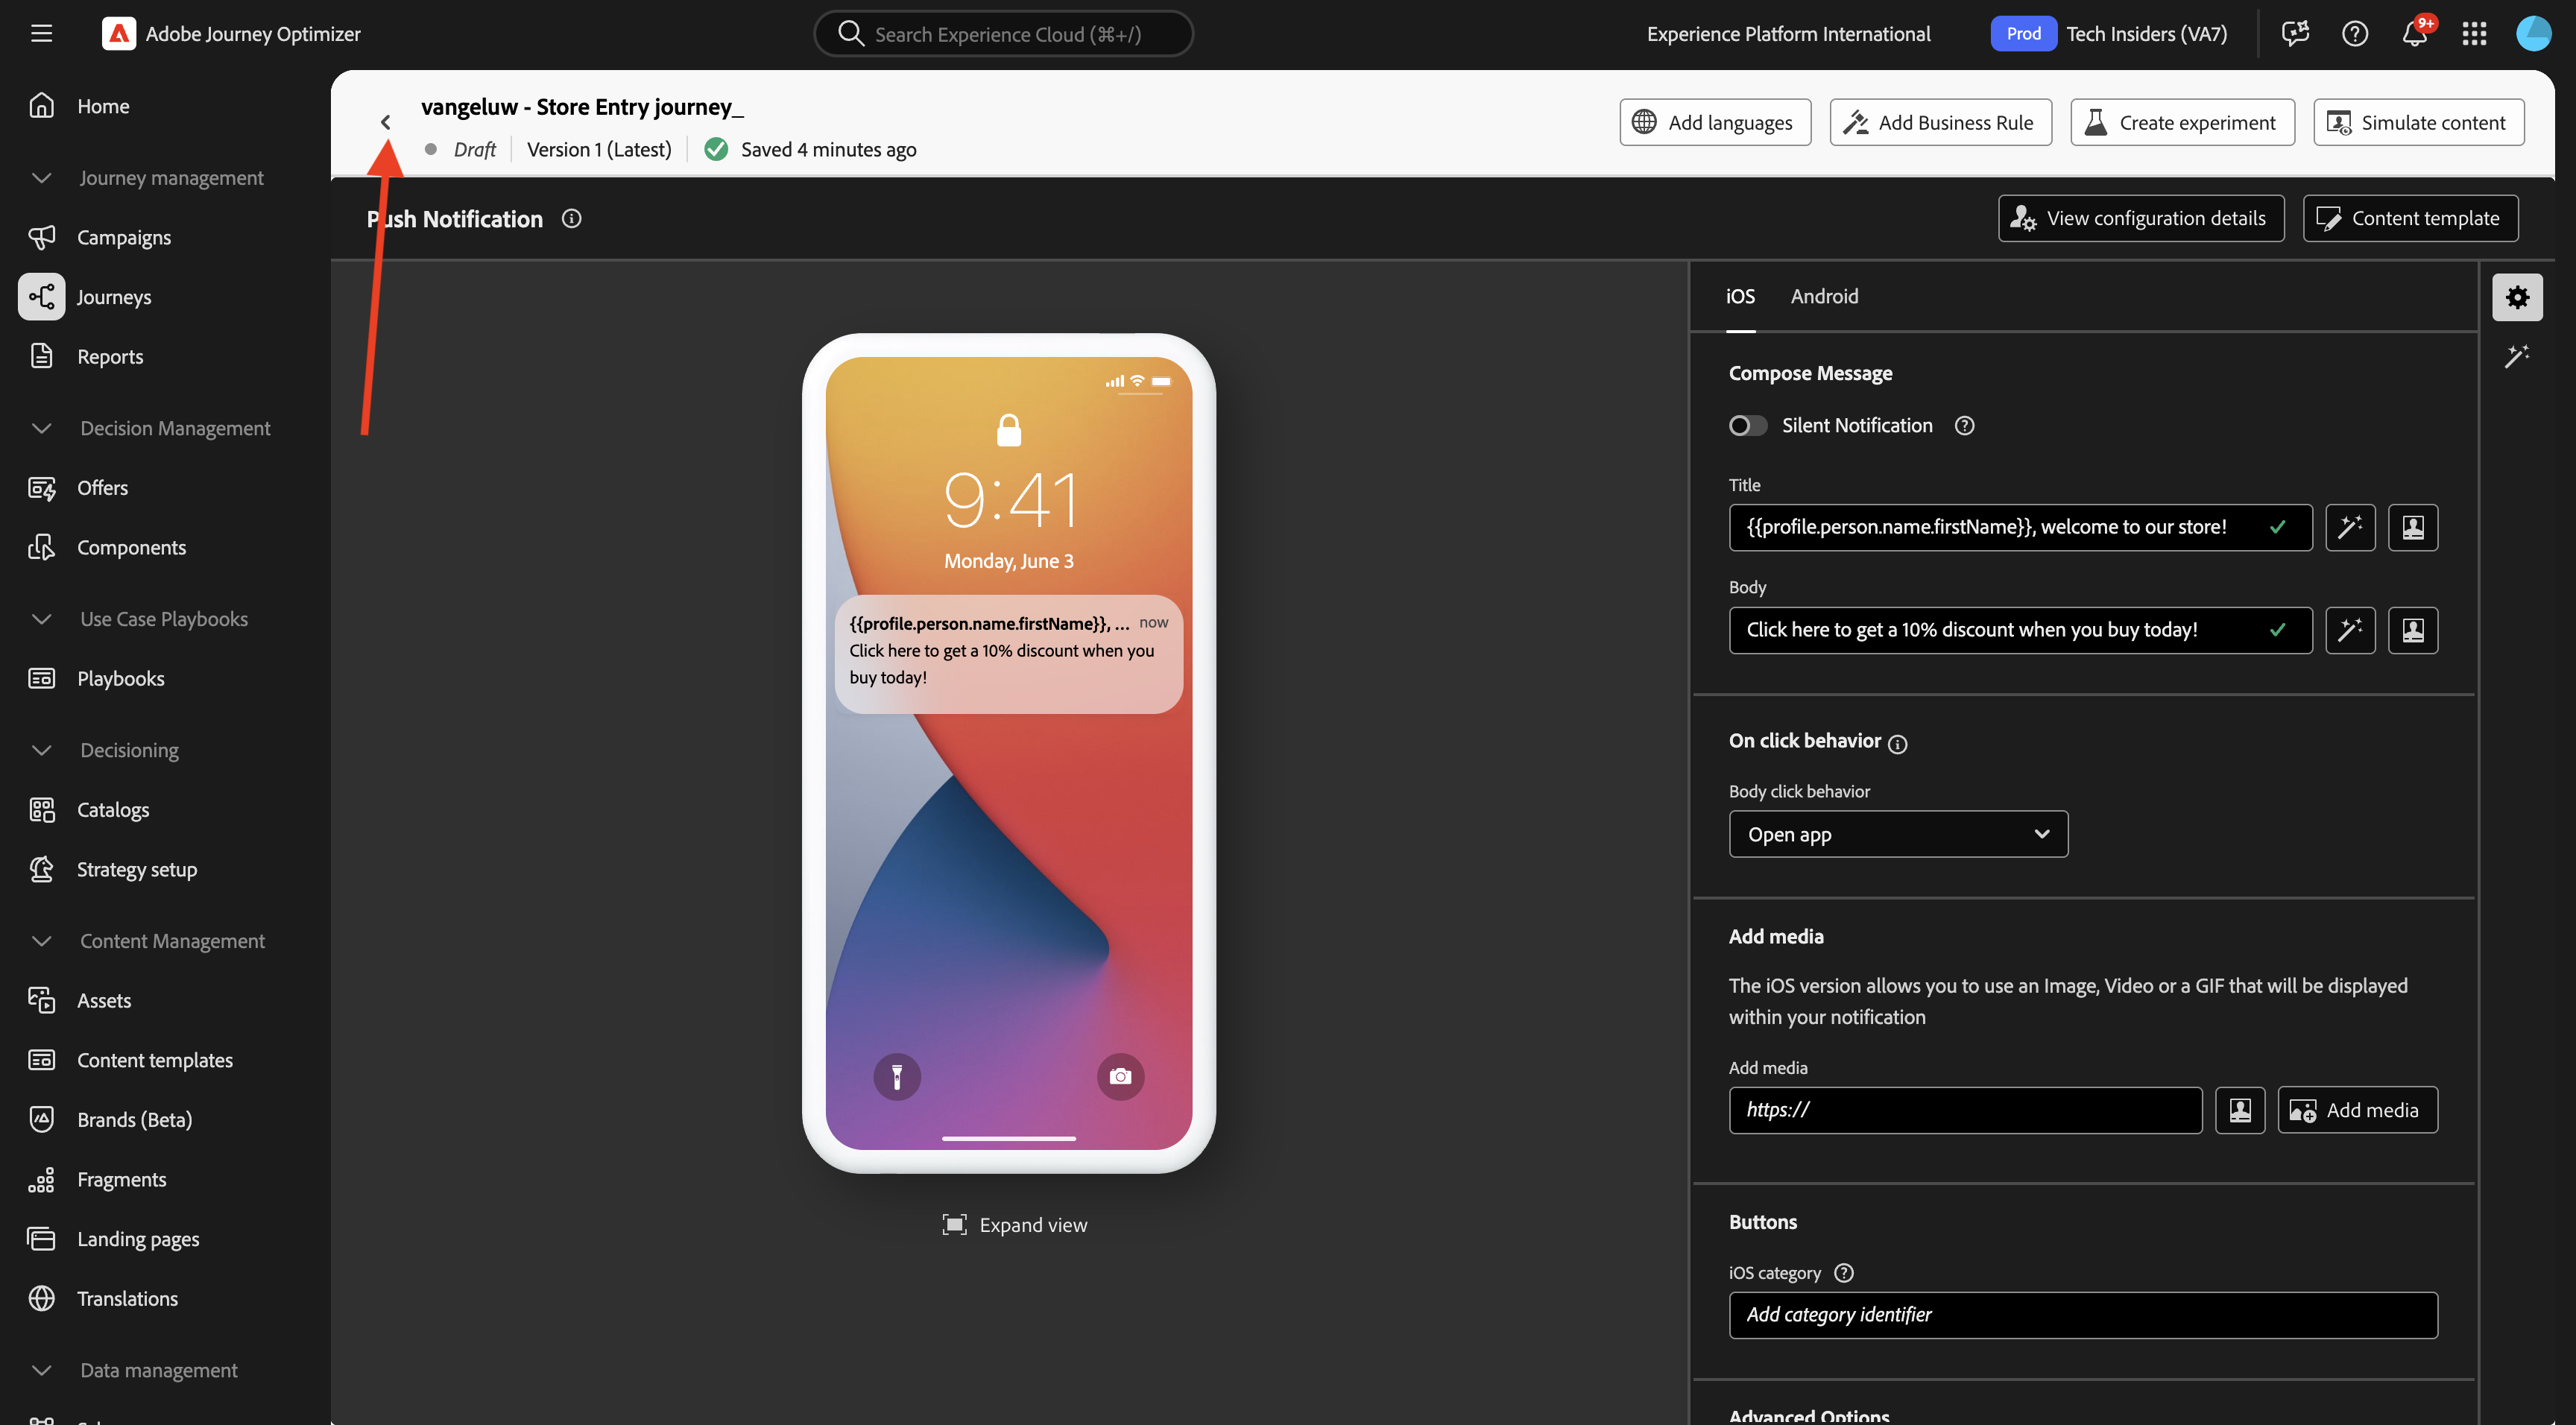 Adobe Journey Optimizer
Search Experience Cloud (⌘+/)
Experience Platform International
Prod
Tech Insiders (VA7)
9+
Home
Journey management
Campaigns
Journeys
Reports
Decision Management
Offers
Components
Use Case Playbooks
Playbooks
Decisioning
Catalogs
Strategy setup
Content Management
Assets
Content templates
Brands (Beta)
Fragments
Landing pages
Translations
Data management
vangeluw - Store Entry journey_
Draft
Version 1 (Latest)
Saved 4 minutes ago
Add languages
Add Business Rule
Create experiment
Simulate content
Push Notification
View configuration details
Content template
9:41
Monday, June 3
{{profile.person.name.firstName}}, ... now
Click here to get a 10% discount when you
buy today!
Expand view
iOS
Android
Compose Message
Silent Notification
Title
{{profile.person.name.firstName}}, welcome to our store!
Body
Click here to get a 10% discount when you buy today!
On click behavior
Body click behavior
Open app
Add media
The iOS version allows you to use an Image, Video or a GIF that will be displayed
within your notification
Add media
https://
Add media
Buttons
iOS category
Add category identifier
Advanced Options